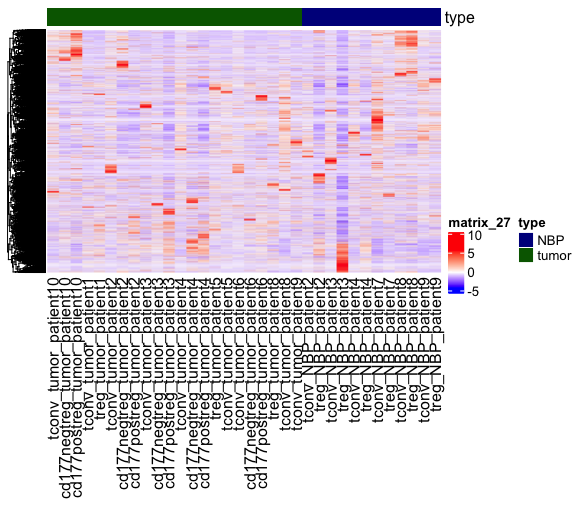 type
tconv_tumor_patient10
cd177negtreg_tumor_patient10
cd177postreg_tumor_patient10
tconv_tumor_patient11
treg_tumor_patient11
tconv_tumor_patient2
cd177negtreg_tumor_patient2
cd177postreg_tumor_patient2
tconv_tumor_patient3
cd177negtreg_tumor_patient3
cd177postreg_tumor_patient3
tconv_tumor_patient4
cd177negtreg_tumor_patient4
cd177postreg_tumor_patient4
treg_tumor_patient5
tconv_tumor_patient5
tconv_tumor_patient6
cd177negtreg_tumor_patient6
cd177postreg_tumor_patient6
treg_tumor_patient8
tconv_tumor_patient8
tconv_tumor_patient9
tconv_NBP_patient2
treg_NBP_patient2
tconv_NBP_patient3
treg_NBP_patient3
tconv_NBP_patient4
treg_NBP_patient4
tconv_NBP_patient7
treg_NBP_patient7
tconv_NBP_patient8
treg_NBP_patient8
tconv_NBP_patient9
treg_NBP_patient9
matrix_27
10
5
0
-5
type
NBP
tumor